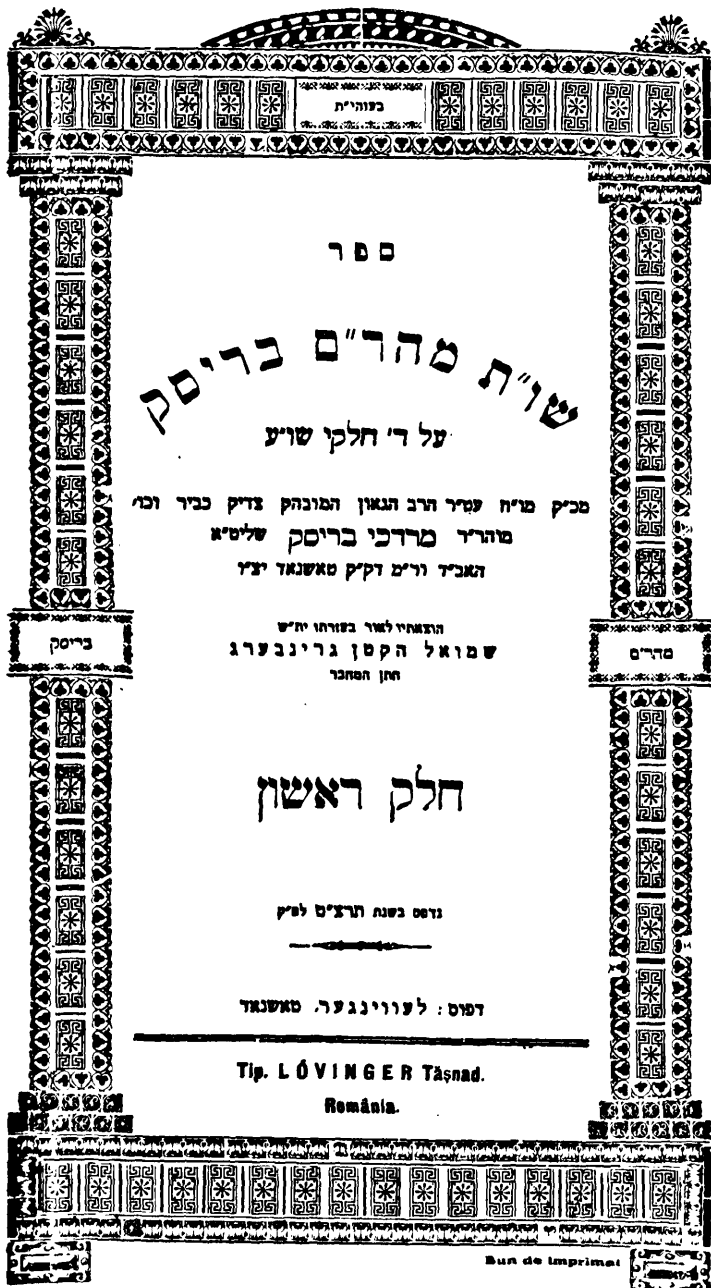 בעזהי״ת
ספר
שו״ת מהר״ם בריסק
על ד׳ חלקי שו״ע
מכ״ק מו״ח עט״ר הרב הגאון המובהק צדיק כביר וכו׳
מוהר״ר מרדכי בריסק שליט״א
האב״ד ור״מ דק״ק טאשנאד יצ״ו
הוצאתיו לאור בעזרתו ית״ש
שמואל הקטן גרינבערג
חתן המחבר
מהר״ם
בריסק
חלק ראשון
נדפס בשנת תרצ״ט לפ״ק
דפוס: לעווינגער, טאשנאד
Tip. LÓVINGER Tășnad.
România.
Bun de imprimat